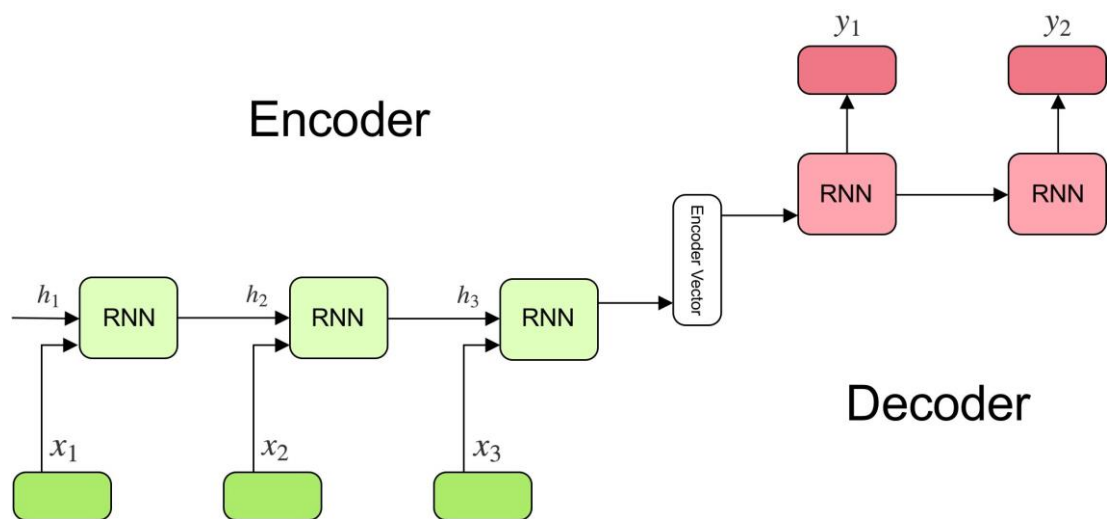 y₁
y₂
Encoder
RNN
RNN
Encoder Vector
h₁
RNN
h₂
RNN
h₃
RNN
Decoder
x₁
x₂
x₃